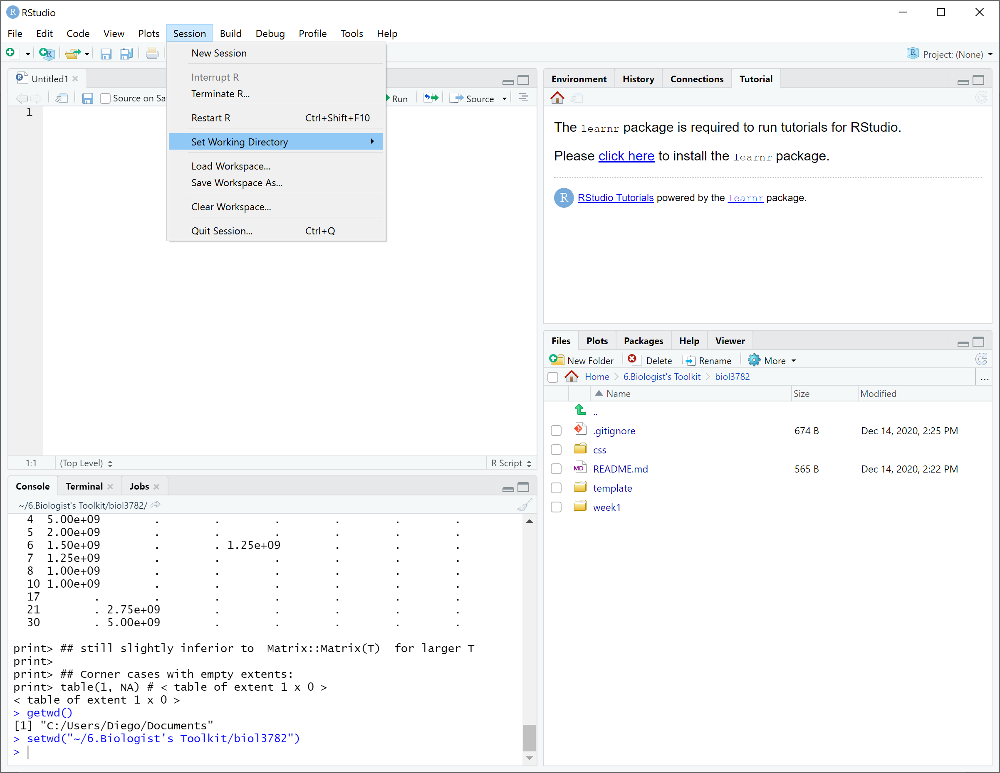 RStudio
File Edit Code View Plots Session Build Debug Profile Tools Help
Project: (None)
New Session
Interrupt R
Terminate R...
Restart R Ctrl+Shift+F10
Set Working Directory
Load Workspace...
Save Workspace As...
Clear Workspace...
Quit Session... Ctrl+Q
Untitled1
Source on Sa
Run
Source
1
1:1 (Top Level) R Script
Console Terminal Jobs
~/6.Biologist's Toolkit/biol3782/
4 5.00e+09 . . . . . .
5 2.00e+09 . . . . . .
6 1.50e+09 . . 1.25e+09 . . .
7 1.25e+09 . . . . . .
8 1.00e+09 . . . . . .
10 1.00e+09 . . . . . .
17 . . . . . . .
21 . 2.75e+09 . . . . .
30 . 5.00e+09 . . . . .
print> ## still slightly inferior to  Matrix::Matrix(T)  for larger T
print>
print> ## Corner cases with empty extents:
print> table(1, NA) # < table of extent 1 x 0 >
< table of extent 1 x 0 >
> getwd()
[1] "C:/Users/Diego/Documents"
> setwd("~/6.Biologist's Toolkit/biol3782")
>
Environment History Connections Tutorial
The learnr package is required to run tutorials for RStudio.
Please click here to install the learnr package.
R RStudio Tutorials powered by the learnr package.
Files Plots Packages Help Viewer
New Folder Delete Rename More
Home 6.Biologist's Toolkit biol3782 ...
Name Size Modified
..
.gitignore 674 B Dec 14, 2020, 2:25 PM
css
MD README.md 565 B Dec 14, 2020, 2:22 PM
template
week1